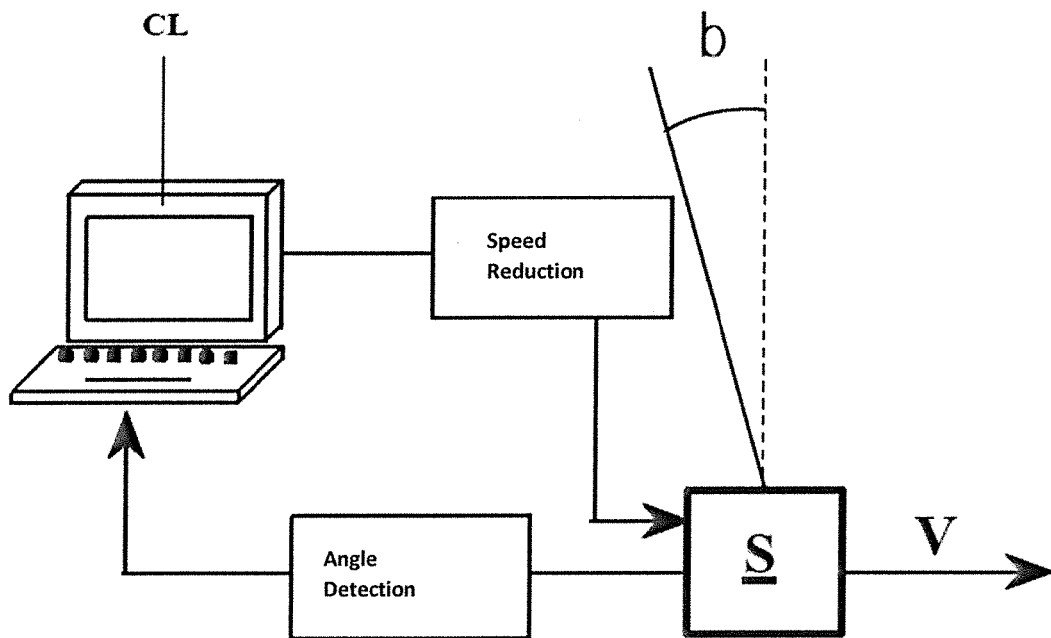 CL
b
Speed
Reduction
Angle
Detection
S
V